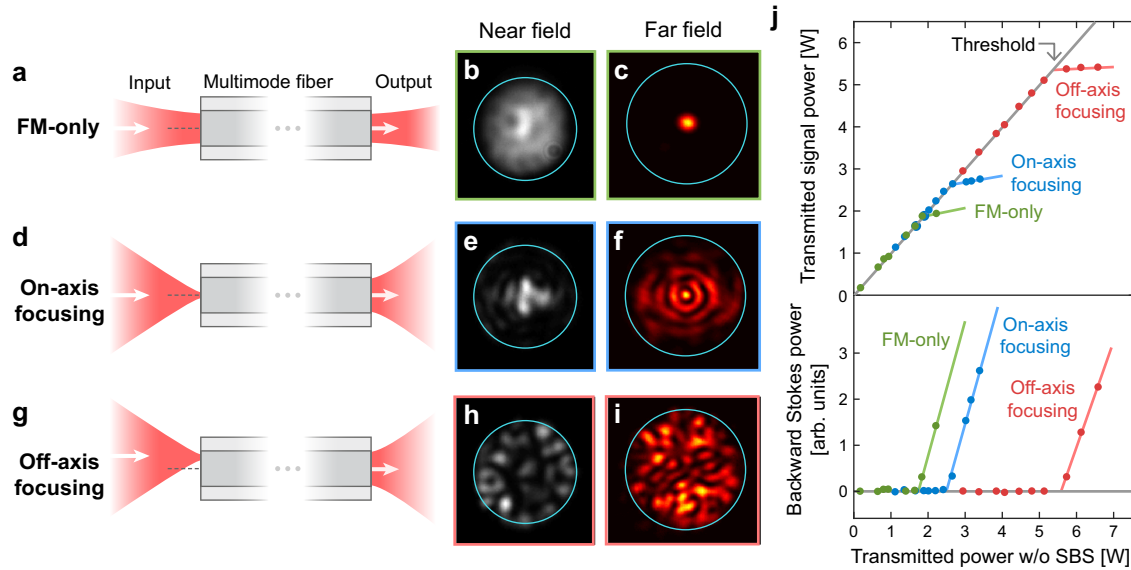 Near field
Far field
a
Input
Multimode fiber
Output
FM-only
b
c
d
On-axis
focusing
e
f
g
Off-axis
focusing
h
i
j
Transmitted signal power [W]
6
5
4
3
2
1
0
Threshold
Off-axis
focusing
On-axis
focusing
FM-only
Backward Stokes power
[arb. units]
3
2
1
0
FM-only
On-axis
focusing
Off-axis
focusing
0
1
2
3
4
5
6
7
Transmitted power w/o SBS [W]